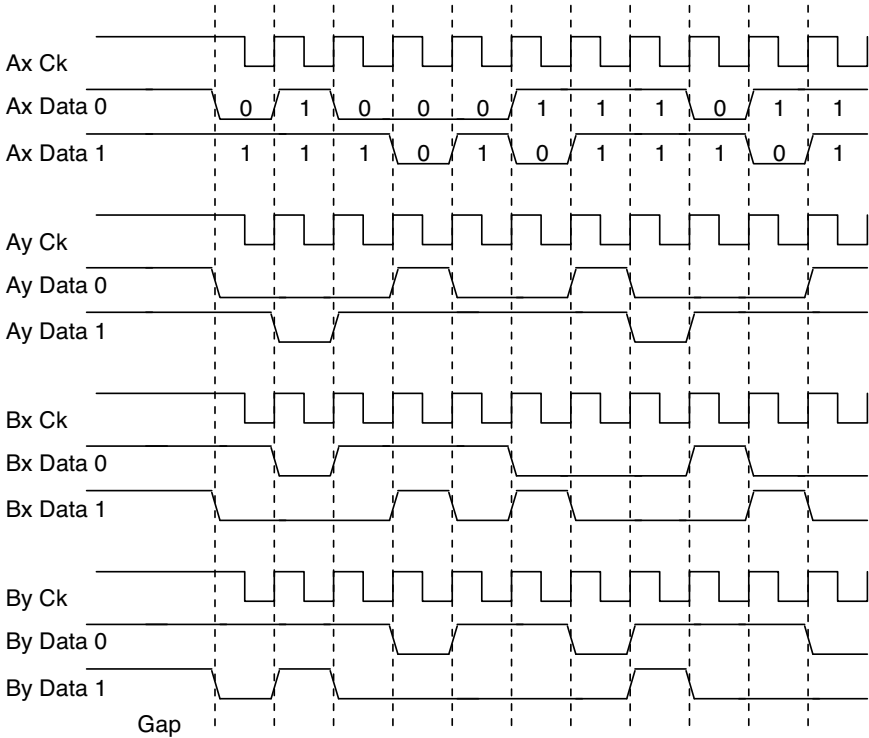 Ax Ck
Ax Data 0 0 1 0 0 0 1 1 1 0 1 1
Ax Data 1 1 1 1 0 1 0 1 1 1 0 1
Ay Ck
Ay Data 0
Ay Data 1
Bx Ck
Bx Data 0
Bx Data 1
By Ck
By Data 0
By Data 1
Gap